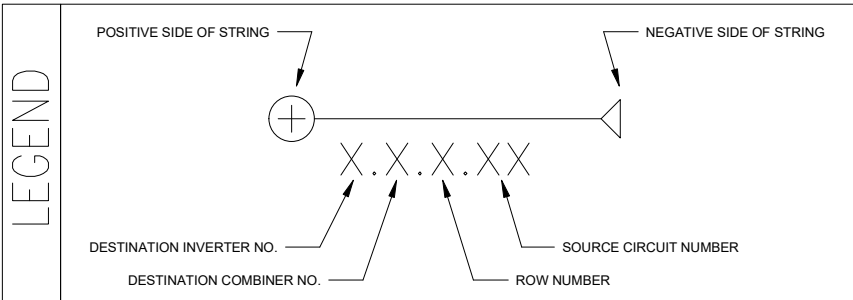 LEGEND
POSITIVE SIDE OF STRING
NEGATIVE SIDE OF STRING
X.X.X.XX
DESTINATION INVERTER NO.
SOURCE CIRCUIT NUMBER
DESTINATION COMBINER NO.
ROW NUMBER